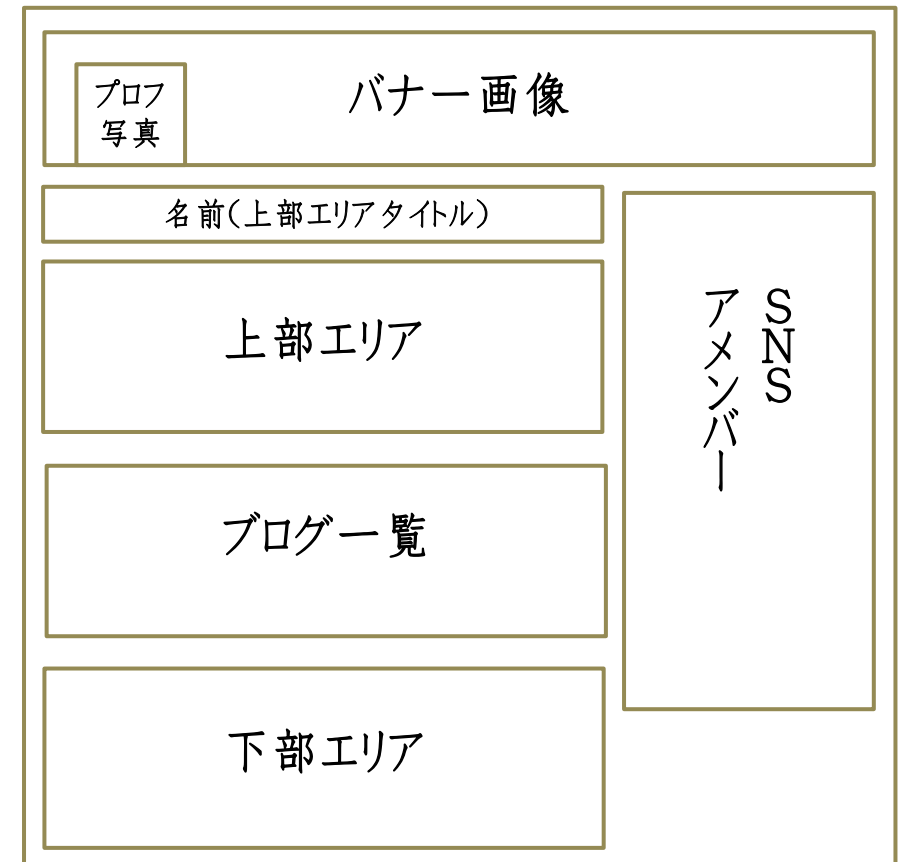 バナー画像
プロフ
写真
名前(上部エリアタイトル)
上部エリア
SNS
アメンバー
ブログ一覧
下部エリア